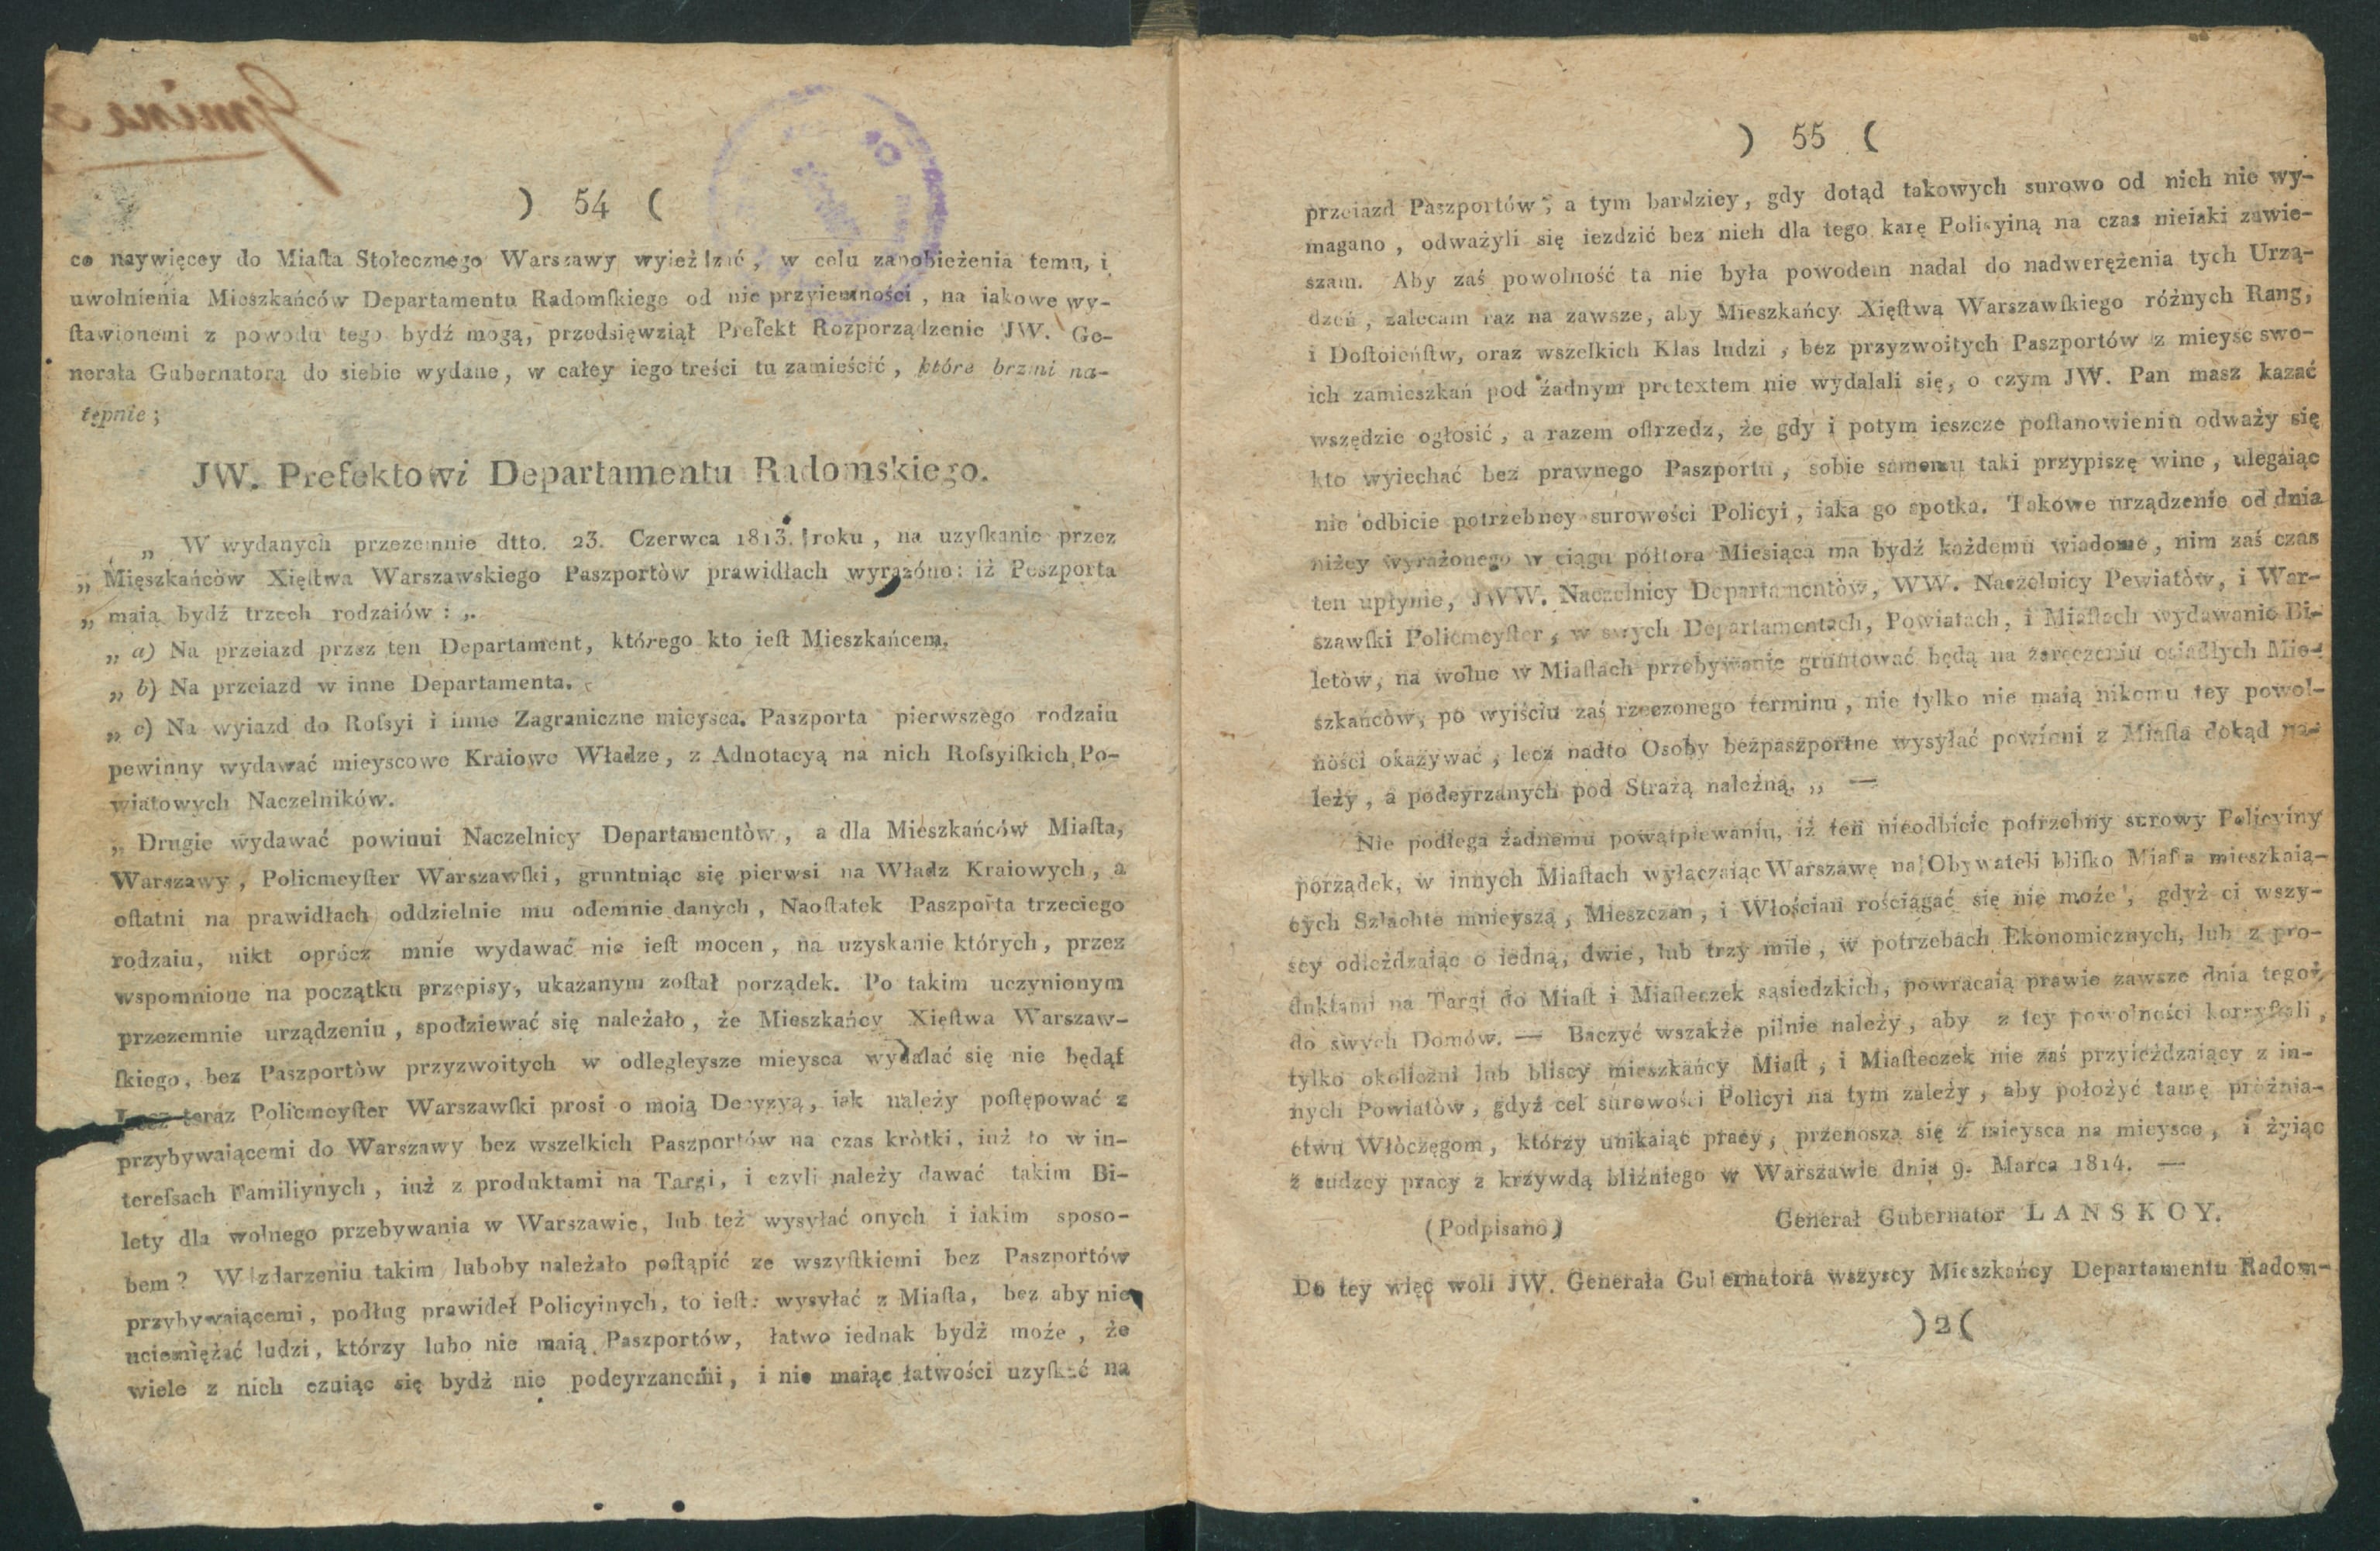 ) 54 (
co naywięcey do Miaſta Stołecznego Warszawy wyieżdzać, w celu zapobieżenia temu, i
uwolnienia Mieszkańców Departamentu Radomſkiego od nie przyiemności, na iakowe wy-
ſtawionemi z powodu tego bydź mogą, przedsięwziął Prefekt Rozporządzenie JW. Ge-
nerała Gubernatora do siebie wydane, w całey iego treści tu zamieścić, które brzmi na-
tępnie;
JW. Prefektowi Departamentu Radomskiego.
„ W wydanych przezemnie dtto. 23. Czerwca 1813. roku, na uzyſkanie przez
„ Mięszkańców Xięſtwa Warszawskiego Paszportòw prawidłach wyrażóno: iż Peszporta
„ maią bydź trzech rodzaiów: „.
„ a) Na przeiazd przez ten Departament, którego kto ieſt Mieszkańcem.
„ b) Na przeiazd w inne Departamenta.
„ c) Na wyiazd do Roſsyi i inne Zagraniczne mieysca. Paszporta pierwszego rodzaiu
pewinny wydawać mieyscowe Kraiowe Władze, z Adnotacyą na nich Roſsyiſkich Po-
wiatowych Naczelników.
„ Drugie wydawać powinni Naczelnicy Departamentòw, a dla Mieszkańców Miaſta,
Warszawy, Policmeyſter Warszawſki, gruntuiąc się pierwsi na Władz Kraiowych, a
oſtatni na prawidłach oddzielnie mu odemnie danych, Naoſtatek Paszporta trzeciego
rodzaiu, nikt oprócz mnie wydawać nie ieſt mocen, na uzyskanie których, przez
wspomnione na początku przepisy, ukazanym zoſtał porządek. Po takim uczynionym
przezemnie urządzeniu, spodziewać się należało, że Mieszkańcy Xięſtwa Warszaw-
ſkiego, bez Paszportòw przyzwoitych w odlegleysze mieysca wydalać się nie będą:
Lecz teraz Policmeyſter Warszawſki prosi o moią Decyzyą, iak należy poſtępować z
przybywaiącemi do Warszawy bez wszelkich Paszportów na czas kròtki, iuż to w in-
tereſsach Familiynych, iuż z produktami na Targi, i czyli należy dawać takim Bi-
lety dla wolnego przebywania w Warszawie, lub też wysyłać onych i iakim sposo-
bem? W zdarzeniu takim luboby należało poſtąpić ze wszyſtkiemi bez Paszportów
przybywaiącemi, podług prawideł Policyinych, to ieſt: wysyłać z Miaſta, bez aby nie
uciemiężać ludzi, którzy lubo nie maią Paszportów, łatwo iednak bydź może, że
wiele z nich czuiąc się bydź nie podeyrzanemi, i nie maiąc łatwości uzyſkać na
) 55 (
przeiazd Paszportów, a tym bardziey, gdy dotąd takowych surowo od nich nie wy-
magano, odważyli się iezdzić bez nich dla tego karę Policyiną na czas nieiaki zawie-
szam. Aby zaś powolność ta nie była powodem nadal do nadwerężenia tych Urzą-
dzeń, zalecam raz na zawsze, aby Mieszkańcy Xięſtwa Warszawſkiego różnych Rang,
i Doſtoieńſtw, oraz wszelkich Klas ludzi, bez przyzwoitych Paszportów z mieysc swo-
ich zamieszkań pod żadnym pretextem nie wydalali się, o czym JW. Pan masz kazać
wszędzie ogłosić, a razem oſtrzedz, że gdy i potym ieszcze poſtanowieniu odważy się
kto wyiechać bez prawnego Paszportu, sobie samemu taki przypiszę wine, ulegaiąc
nie odbicie potrzebney surowości Policyi, iaka go spotka. Takowe urządzenie od dnia
niżey wyrażonego w ciągu półtora Miesiąca ma bydź każdemu wiadome, nim zaś czas
ten upłynie, JWW. Naczelnicy Departamentòw, WW. Naczelnicy Pewiatòw, i War-
szawſki Policmeyſter, w swych Departamentach, Powiatach, i Miaſtach wydawanie Bi-
letòw, na wolne w Miaſtach przebywanie gruntować będą na zaręczeniu osiadłych Mie-
szkańcòw, po wyiściu zaś rzeczonego terminu, nie tylko nie maią nikomu tey powol-
ności okazywać, lecz nadto Osoby bezpaszportne wysyłać powinni z Miaſta dokąd na-
leży, a podeyrzanych pod Strażą należną. „ —
Nie podlega żadnemu powątpiewaniu, iż ten nieodbicie potrzebny surowy Policyiny
porządek, w innych Miaſtach wyłączaiąc Warszawę na Obywateli bliſko Miaſta mieszkaią-
cych Szlachte mnieyszą, Mieszczan, i Włościan rościągać się nie może, gdyż ci wszy-
scy odieżdzaiąc o iedną, dwie, lub trzy mile, w potrzebach Ekonomicznych, lub z pro-
duktami na Targi do Miaſt i Miaſteczek sąsiedzkich, powracaią prawie zawsze dnia tegoż
do swych Domów. — Baczyć wszakże pilnie należy, aby z tey powolności korzyſtali,
tylko okoliczni lub bliscy mieszkańcy Miaſt, i Miaſteczek nie zaś przyieżdzaiący z in-
nych Powiatòw, gdyż cel surowości Policyi na tym zależy, aby położyć tamę pròżnia-
ctwu Włòczęgom, którzy unikaiąc pracy, przenoszą się z mieysca na mieysce, i żyiąc
z cudzey pracy z krzywdą bliźniego w Warszawie dnia 9. Marca 1814. —
(Podpisano) Generał Gubernator LANSKOY.
Do tey więc woli JW. Generała Gubernatora wszyscy Mieszkańcy Departamentu Radom-
)2(